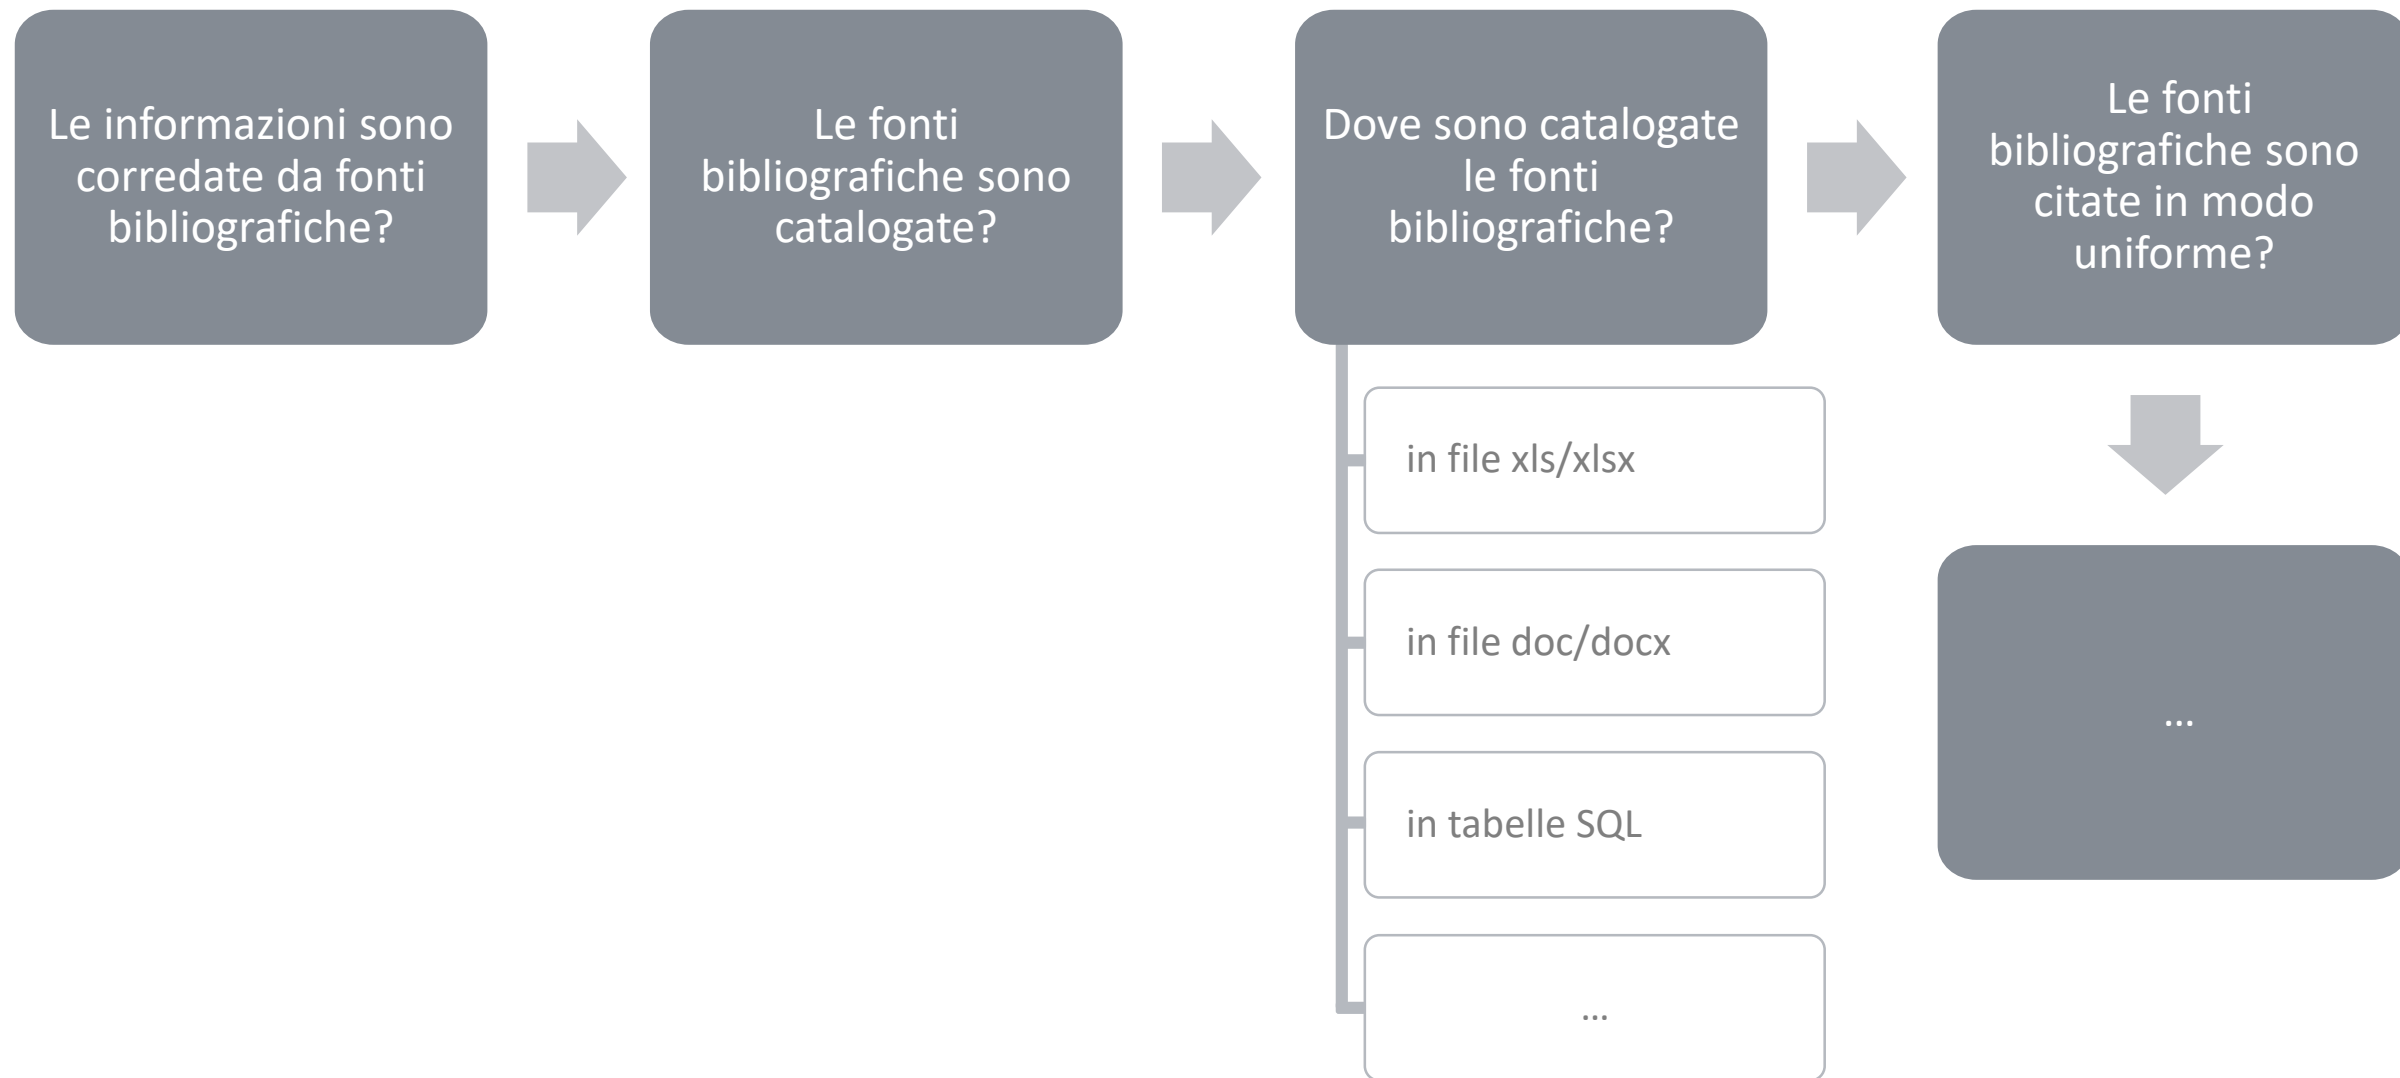 Le informazioni sono
corredate da fonti
bibliografiche?
Le fonti
bibliografiche sono
catalogate?
Dove sono catalogate
le fonti
bibliografiche?
Le fonti
bibliografiche sono
citate in modo
uniforme?
in file xls/xlsx
in file doc/docx
in tabelle SQL
...
...